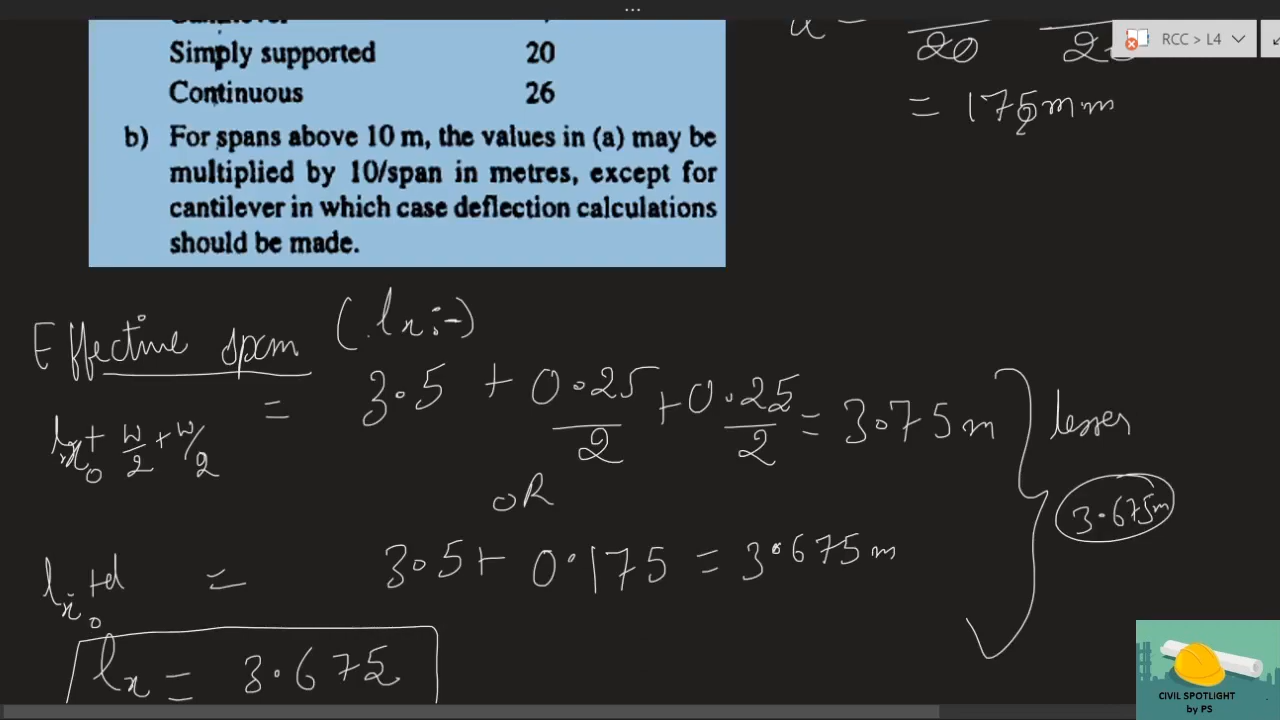 ...
Simply supported 20
Continuous 26
b) For spans above 10 m, the values in (a) may be
multiplied by 10/span in metres, except for
cantilever in which case deflection calculations
should be made.
20
= 175mm
RCC > L4
Effective span (lx:-)
lx0 + w/2 + w/2 = 3.5 + 0.25/2 + 0.25/2 = 3.75m
lesser
3.675m
OR
lx0 + d = 3.5 + 0.175 = 3.675m
lx = 3.675
CIVIL SPOTLIGHT
by PS